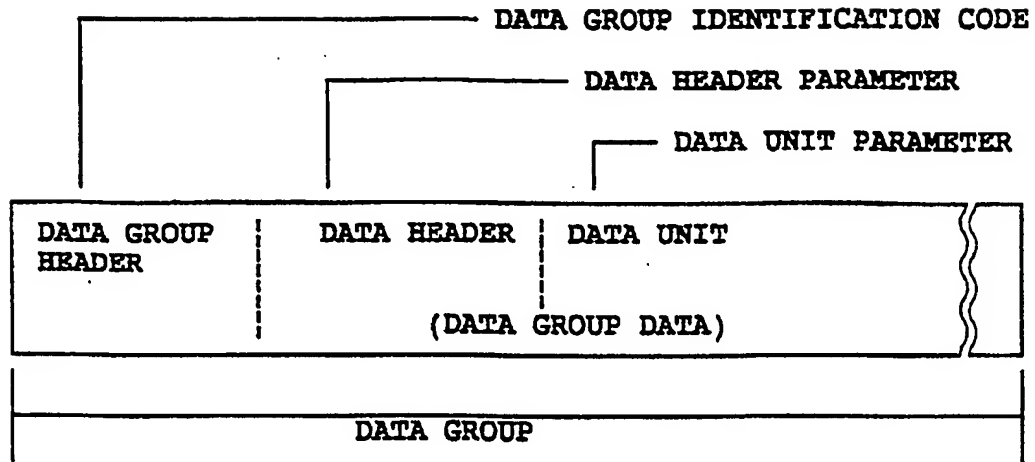 DATA GROUP IDENTIFICATION CODE
DATA HEADER PARAMETER
DATA UNIT PARAMETER
DATA GROUP
HEADER
DATA HEADER
DATA UNIT
(DATA GROUP DATA)
DATA GROUP